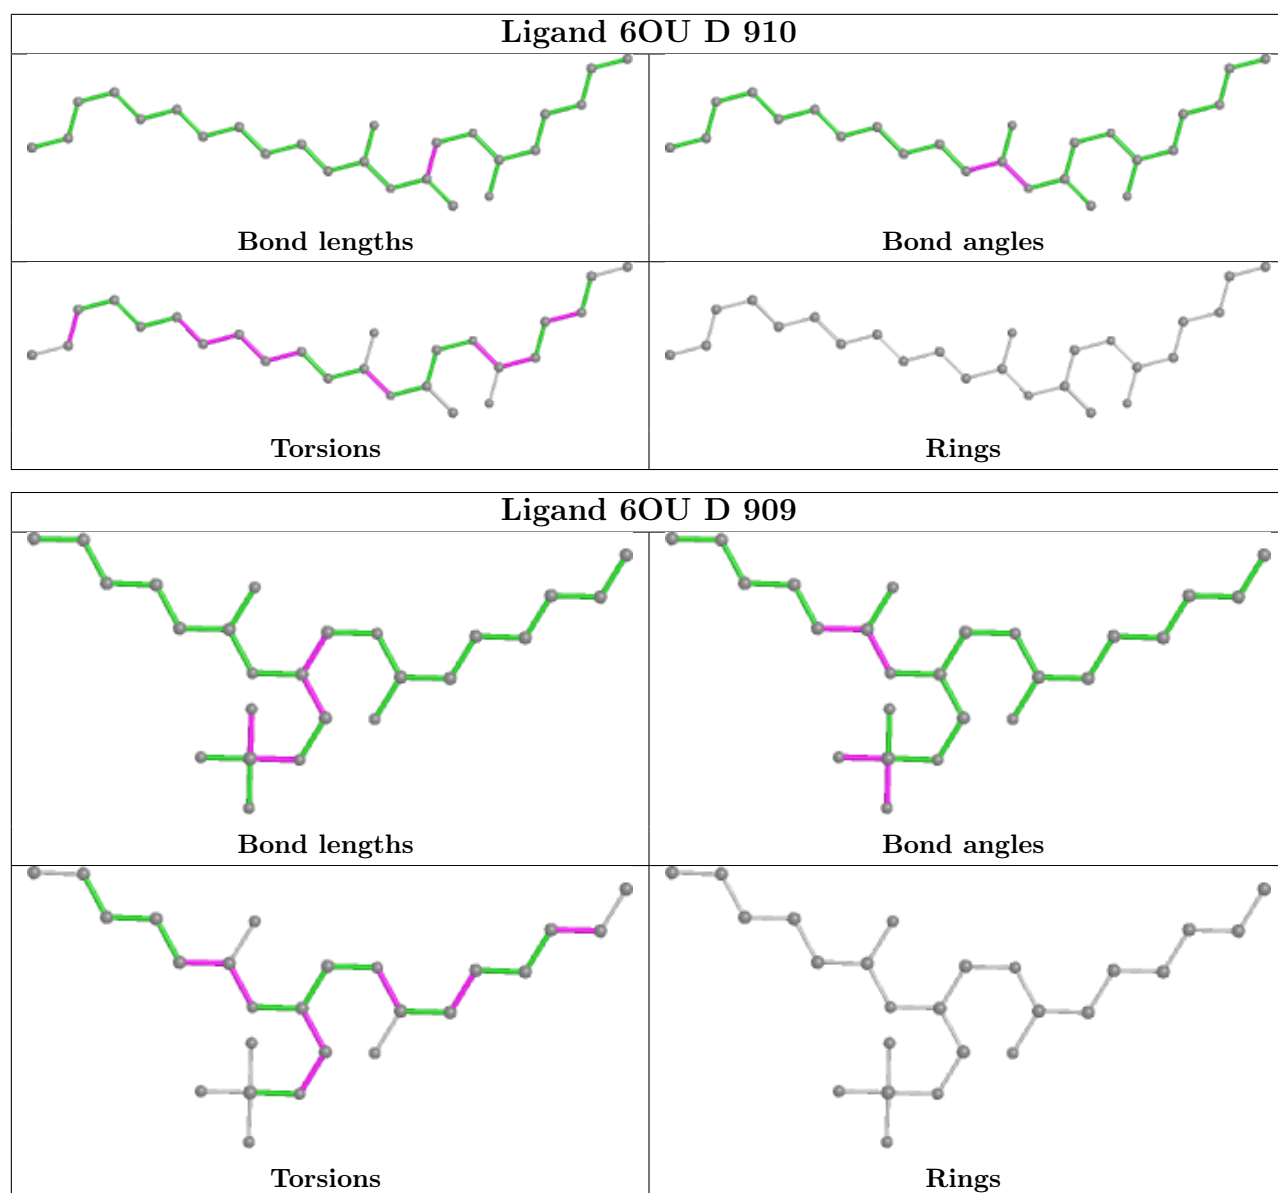 Ligand 6OU D 910
Bond lengths
Bond angles
Torsions
Rings
Ligand 6OU D 909
Bond lengths
Bond angles
Torsions
Rings